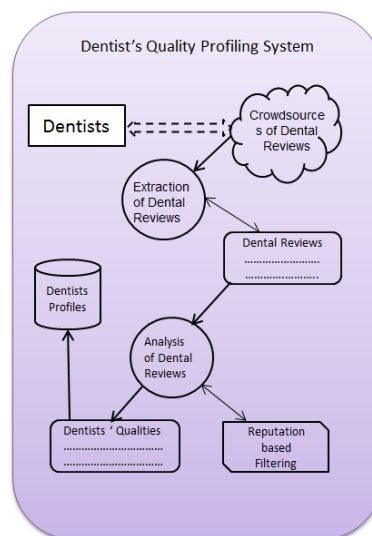 Dentist's Quality Profiling System
Dentists
Crowdsource
s of Dental
Reviews
Extraction
of Dental
Reviews
Dental Reviews
........................
........................
Dentists
Profiles
Analysis
of Dental
Reviews
Dentists ‘ Qualities
................................
................................
Reputation
based
Filtering